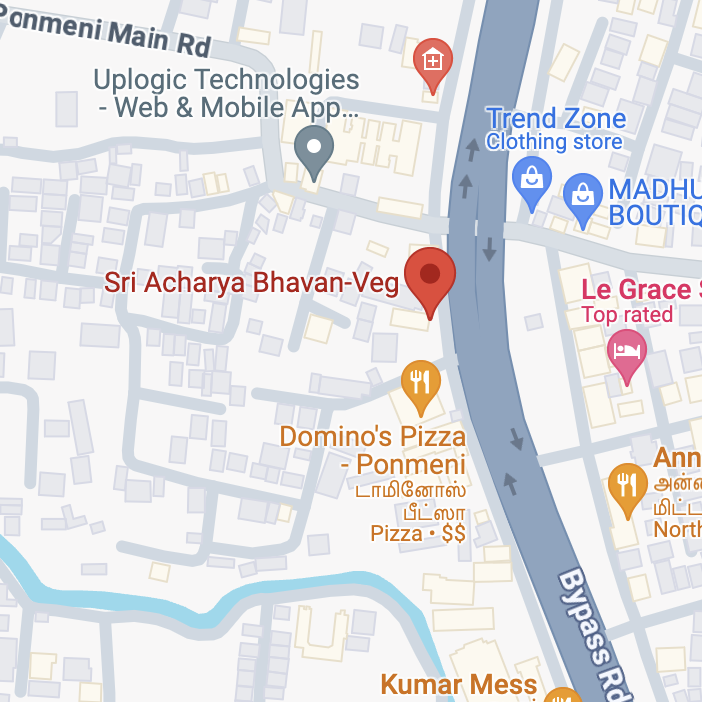 Ponmeni Main Rd
Uplogic Technologies
- Web & Mobile App...
Trend Zone
Clothing store
MADHU
BOUTIQ
Sri Acharya Bhavan-Veg
Le Grace S
Top rated
Domino's Pizza
- Ponmeni
டாமினோஸ்
பீட்ஸா
Pizza • $$
Ann
அன்ன
மிட்ட
North
Bypass Rd
Kumar Mess